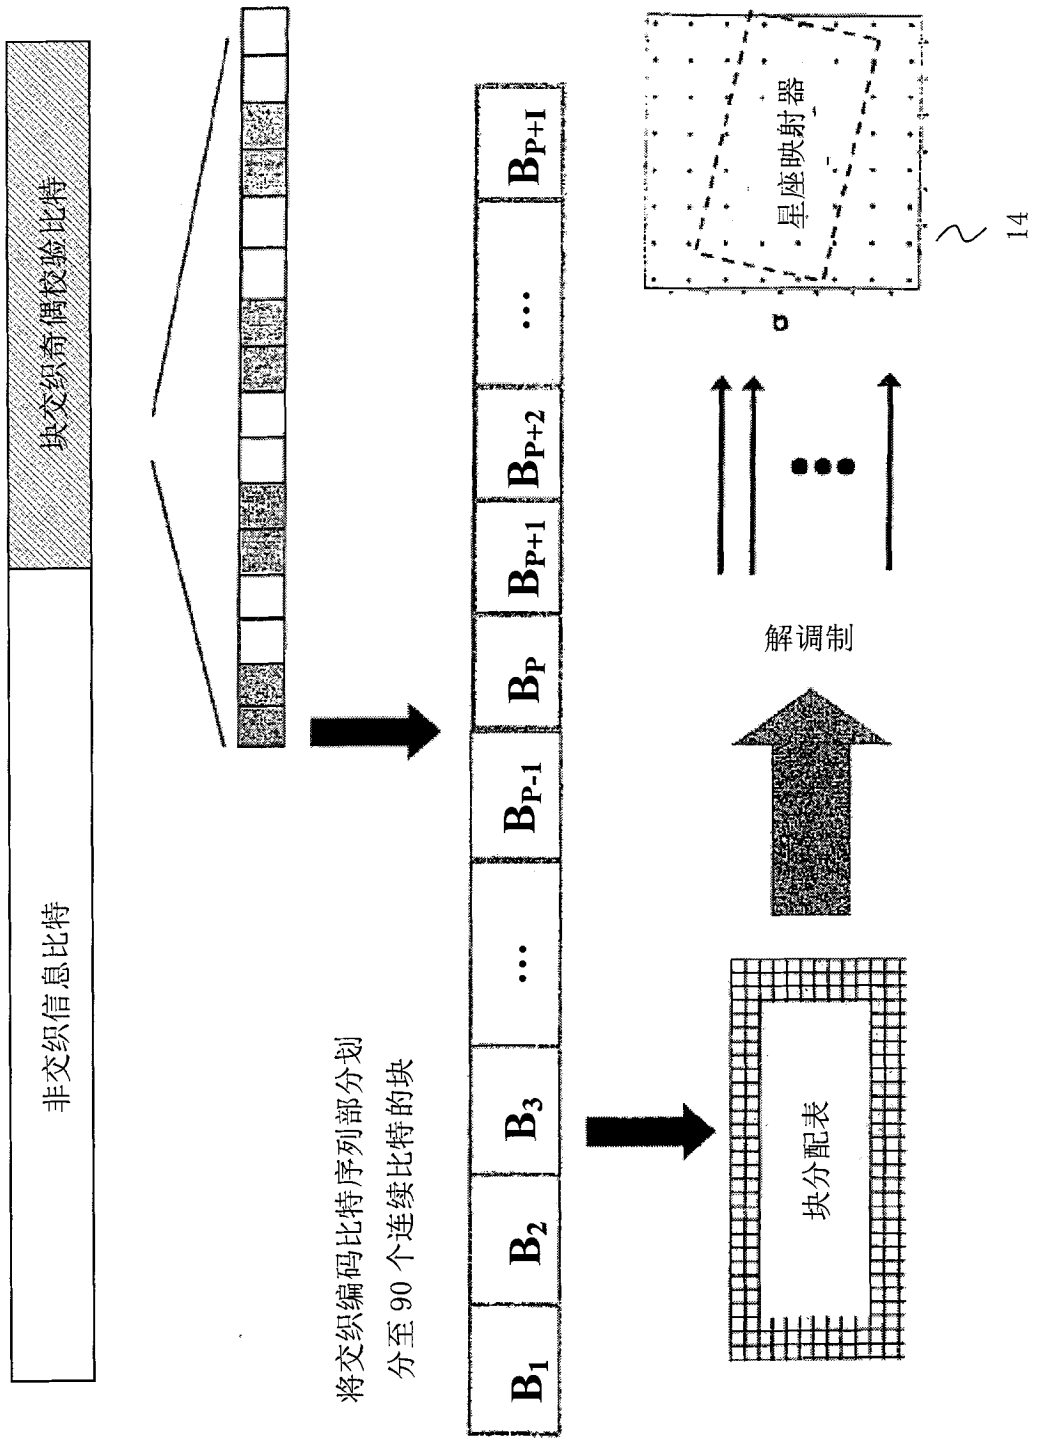 非交织信息比特
块交织奇偶校验比特
将交织编码比特序列部分划
分至 90 个连续比特的块
B1 B2 B3 ... BP-1 BP BP+1 BP+2 ... BP+I
块分配表
解调制
星座映射器
14